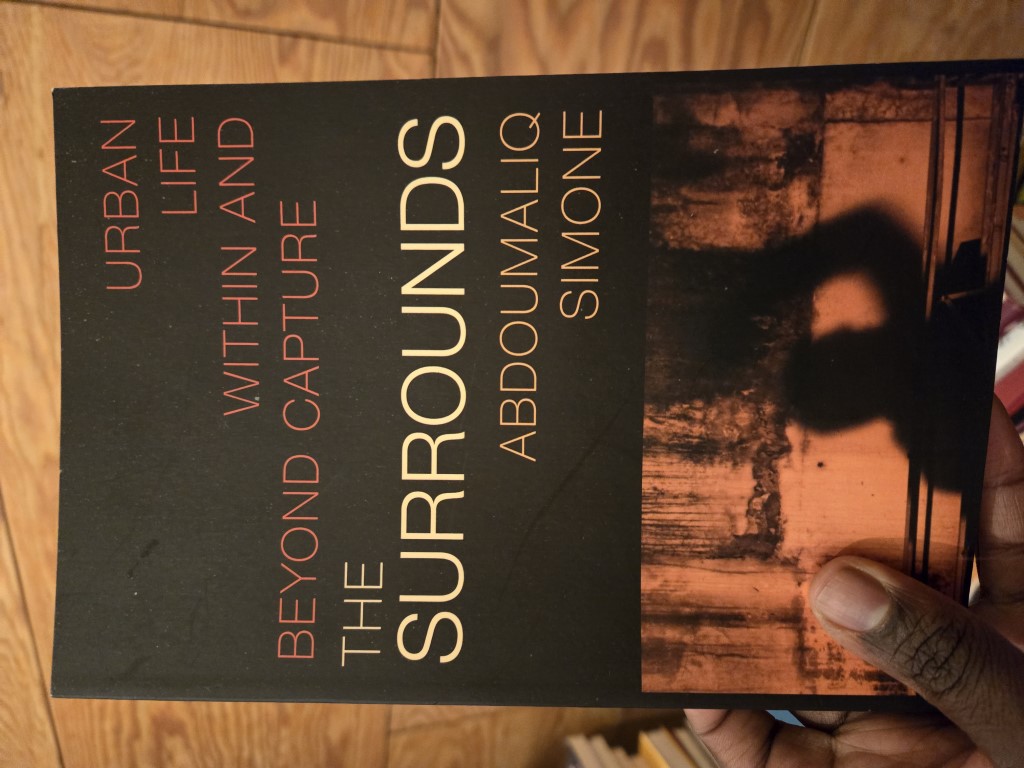 URBAN
LIFE
WITHIN AND
BEYOND CAPTURE
THE
SURROUNDS
ABDOUMALIQ
SIMONE